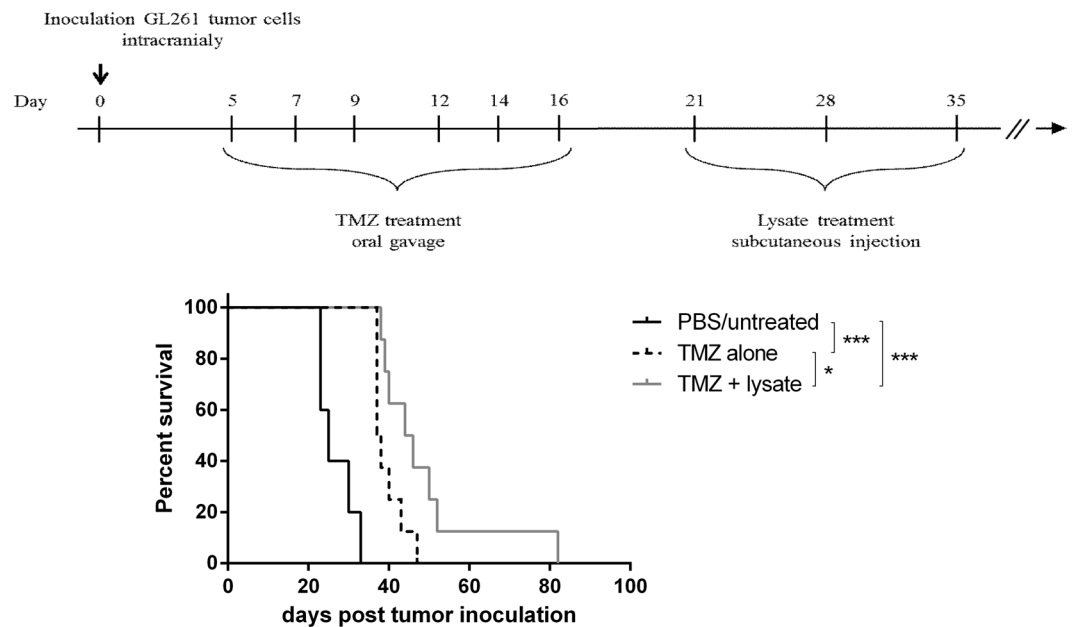 Inoculation GL261 tumor cells
intracranialy
Day 0 5 7 9 12 14 16 21 28 35
TMZ treatment
oral gavage
Lysate treatment
subcutaneous injection
Percent survival
100
80
60
40
20
0
0 20 40 60 80 100
days post tumor inoculation
PBS/untreated
TMZ alone
TMZ + lysate
***
*
***